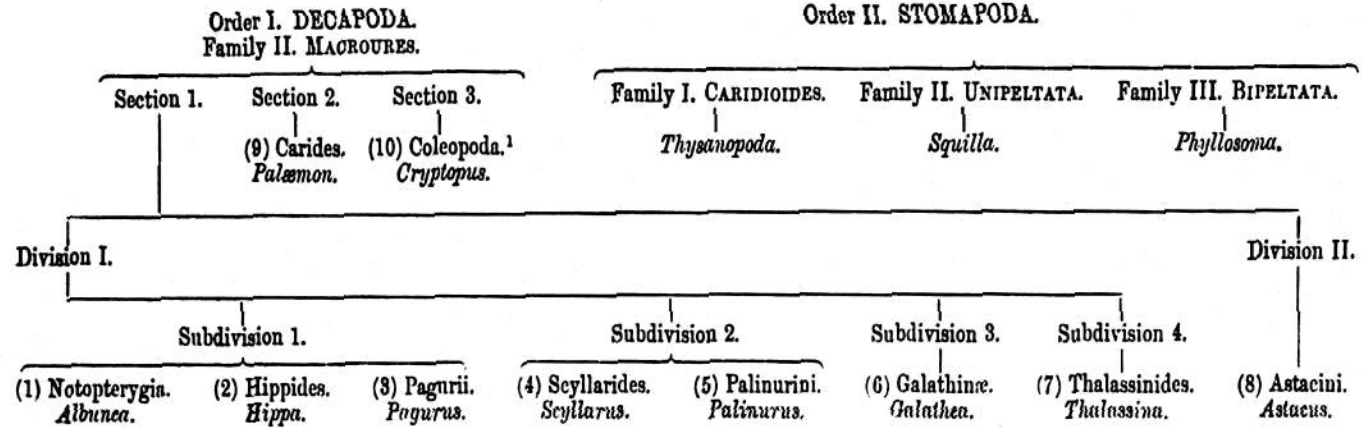 Order I. DECAPODA.
Family II. MACROURES.
Order II. STOMAPODA.
Section 1. Section 2. Section 3.
Family I. CARIDIOIDES. Family II. UNIPELTATA. Family III. BIPELTATA.
(9) Carides. (10) Coleopoda.¹
Palæmon. Cryptopus.
Thysanopoda. Squilla. Phyllosoma.
Division I. Division II.
Subdivision 1. Subdivision 2. Subdivision 3. Subdivision 4.
(1) Notopterygia. (2) Hippides. (3) Pagurii. (4) Scyllarides. (5) Palinurini. (6) Galathinæ. (7) Thalassinides. (8) Astacini.
Albunea. Hippa. Pagurus. Scyllarus. Palinurus. Galathea. Thalassina. Astacus.